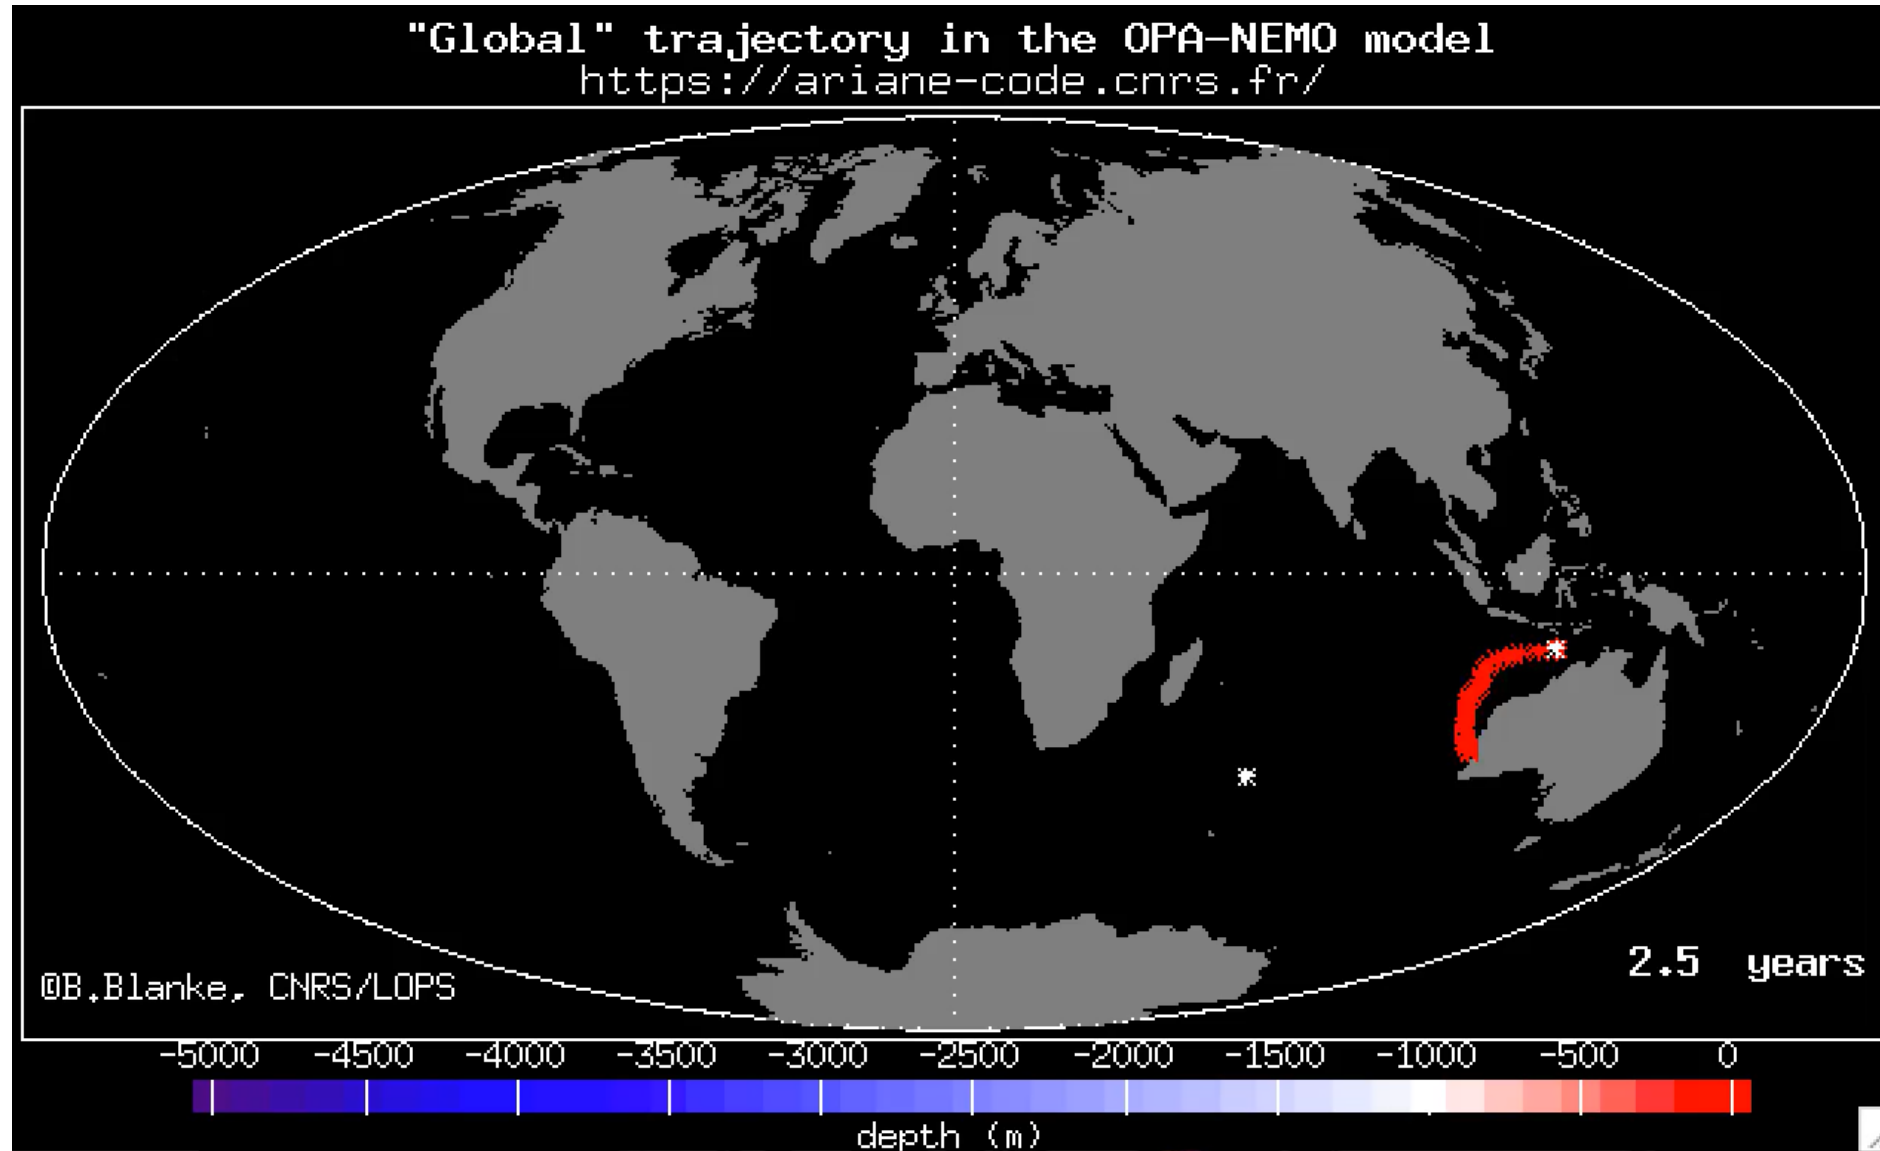 "Global" trajectory in the OPA-NEMO model
https://ariane-code.cnrs.fr/
2.5 years
©B.Blanke, CNRS/LOPS
-5000 -4500 -4000 -3500 -3000 -2500 -2000 -1500 -1000 -500 0
depth (m)